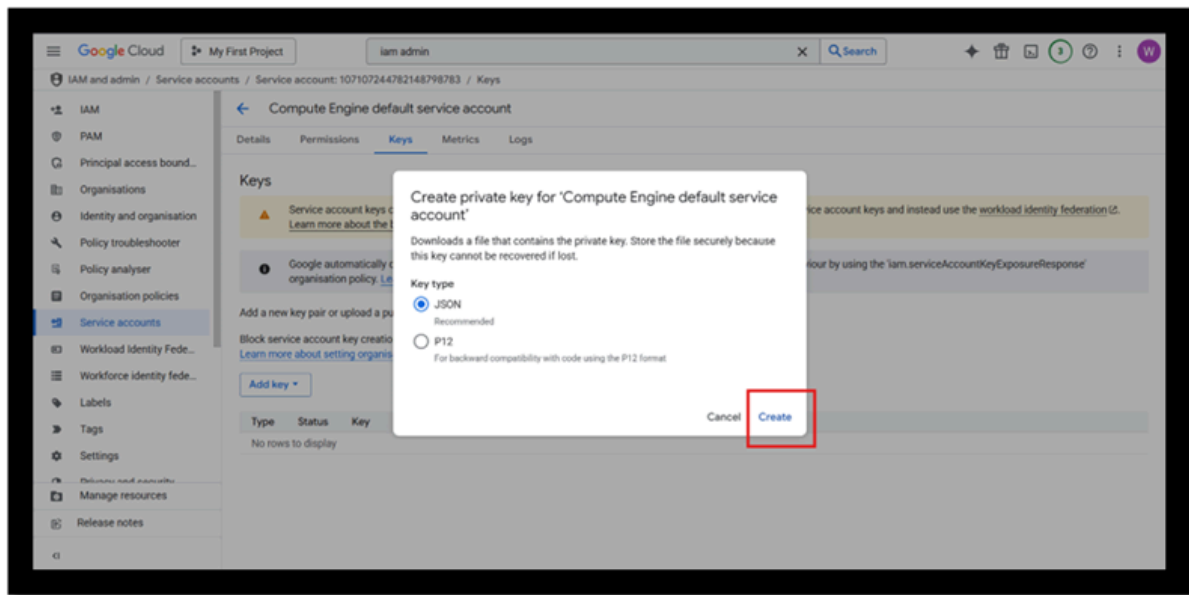 Google Cloud
My First Project
iam admin
Search
3
W
IAM and admin / Service accounts / Service account: 107107244782148798783 / Keys
IAM
PAM
Principal access bound...
Organisations
Identity and organisation
Policy troubleshooter
Policy analyser
Organisation policies
Service accounts
Workload Identity Fede...
Workforce identity fede...
Labels
Tags
Settings
Privacy and security
Manage resources
Release notes
Compute Engine default service account
Details Permissions Keys Metrics Logs
Keys
Service account keys c
Learn more about the
ice account keys and instead use the workload identity federation.
Google automatically
organisation policy.
iour by using the 'iam.serviceAccountKeyExposureResponse'
Add a new key pair or upload a pu
Block service account key creatio
Learn more about setting organis
Add key
Type Status Key
No rows to display
Create private key for 'Compute Engine default service
account'
Downloads a file that contains the private key. Store the file securely because
this key cannot be recovered if lost.
Key type
JSON
Recommended
P12
For backward compatibility with code using the P12 format
Cancel Create